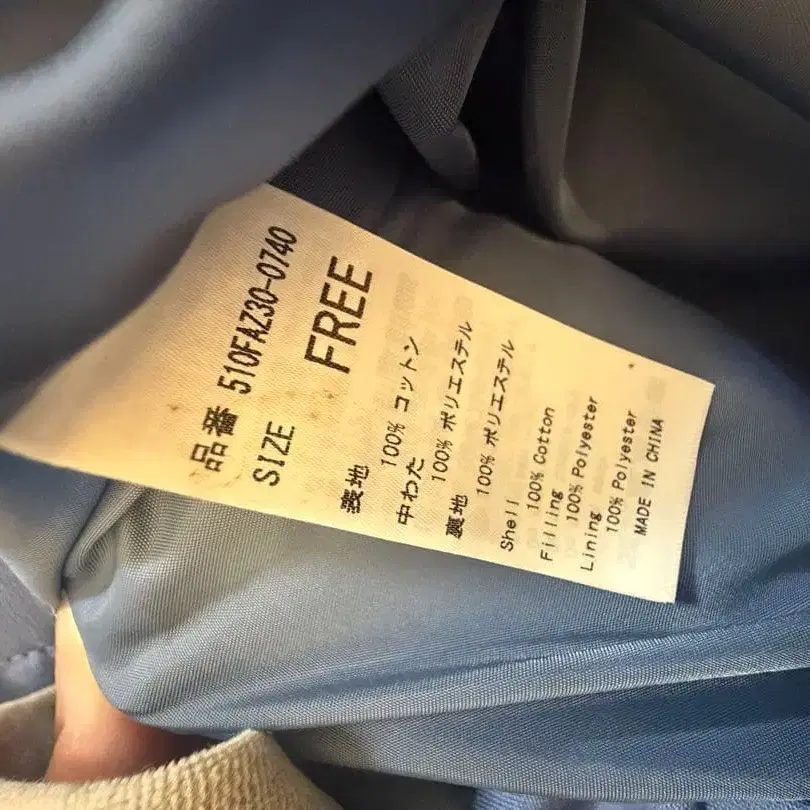 品番 510FAZ30-0740
SIZE FREE
表地
100% コットン
中わた
100% ポリエステル
裏地
100% ポリエステル
Shell
100% Cotton
Filling
100% Polyester
Lining
100% Polyester
MADE IN CHINA